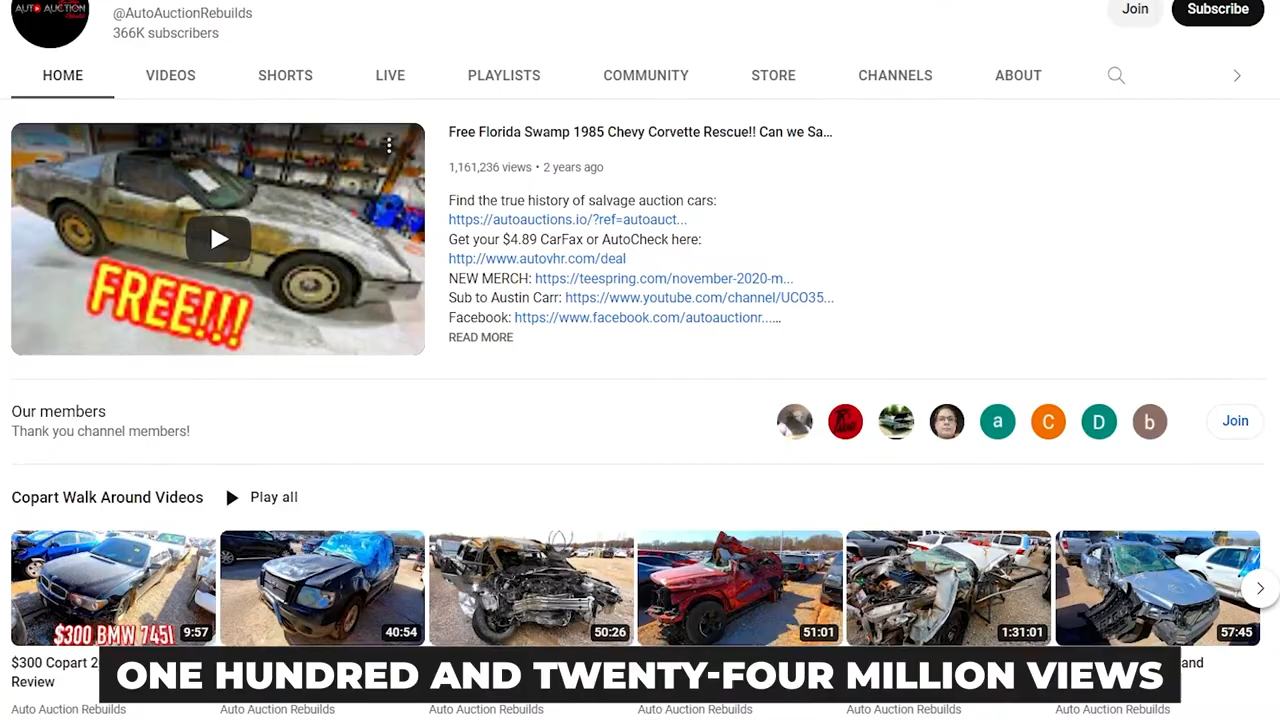 AUTO AUCTION
@AutoAuctionRebuilds
366K subscribers
Join
Subscribe
HOME
VIDEOS
SHORTS
LIVE
PLAYLISTS
COMMUNITY
STORE
CHANNELS
ABOUT
FREE!!!
Free Florida Swamp 1985 Chevy Corvette Rescue!! Can we Sa...
1,161,236 views • 2 years ago
Find the true history of salvage auction cars:
https://autoauctions.io/?ref=autoauct...
Get your $4.89 CarFax or AutoCheck here:
http://www.autovhr.com/deal
NEW MERCH: https://teespring.com/november-2020-m...
Sub to Austin Carr: https://www.youtube.com/channel/UCO35...
Facebook: https://www.facebook.com/autoauctionr......
READ MORE
Our members
Thank you channel members!
a
C
D
b
Join
Copart Walk Around Videos
Play all
$300 BMW 745I
9:57
40:54
50:26
51:01
1:31:01
57:45
$300 Copart 2
Review
and
ONE HUNDRED AND TWENTY-FOUR MILLION VIEWS
Auto Auction Rebuilds
Auto Auction Rebuilds
Auto Auction Rebuilds
Auto Auction Rebuilds
Auto Auction Rebuilds
Auto Auction Rebuilds